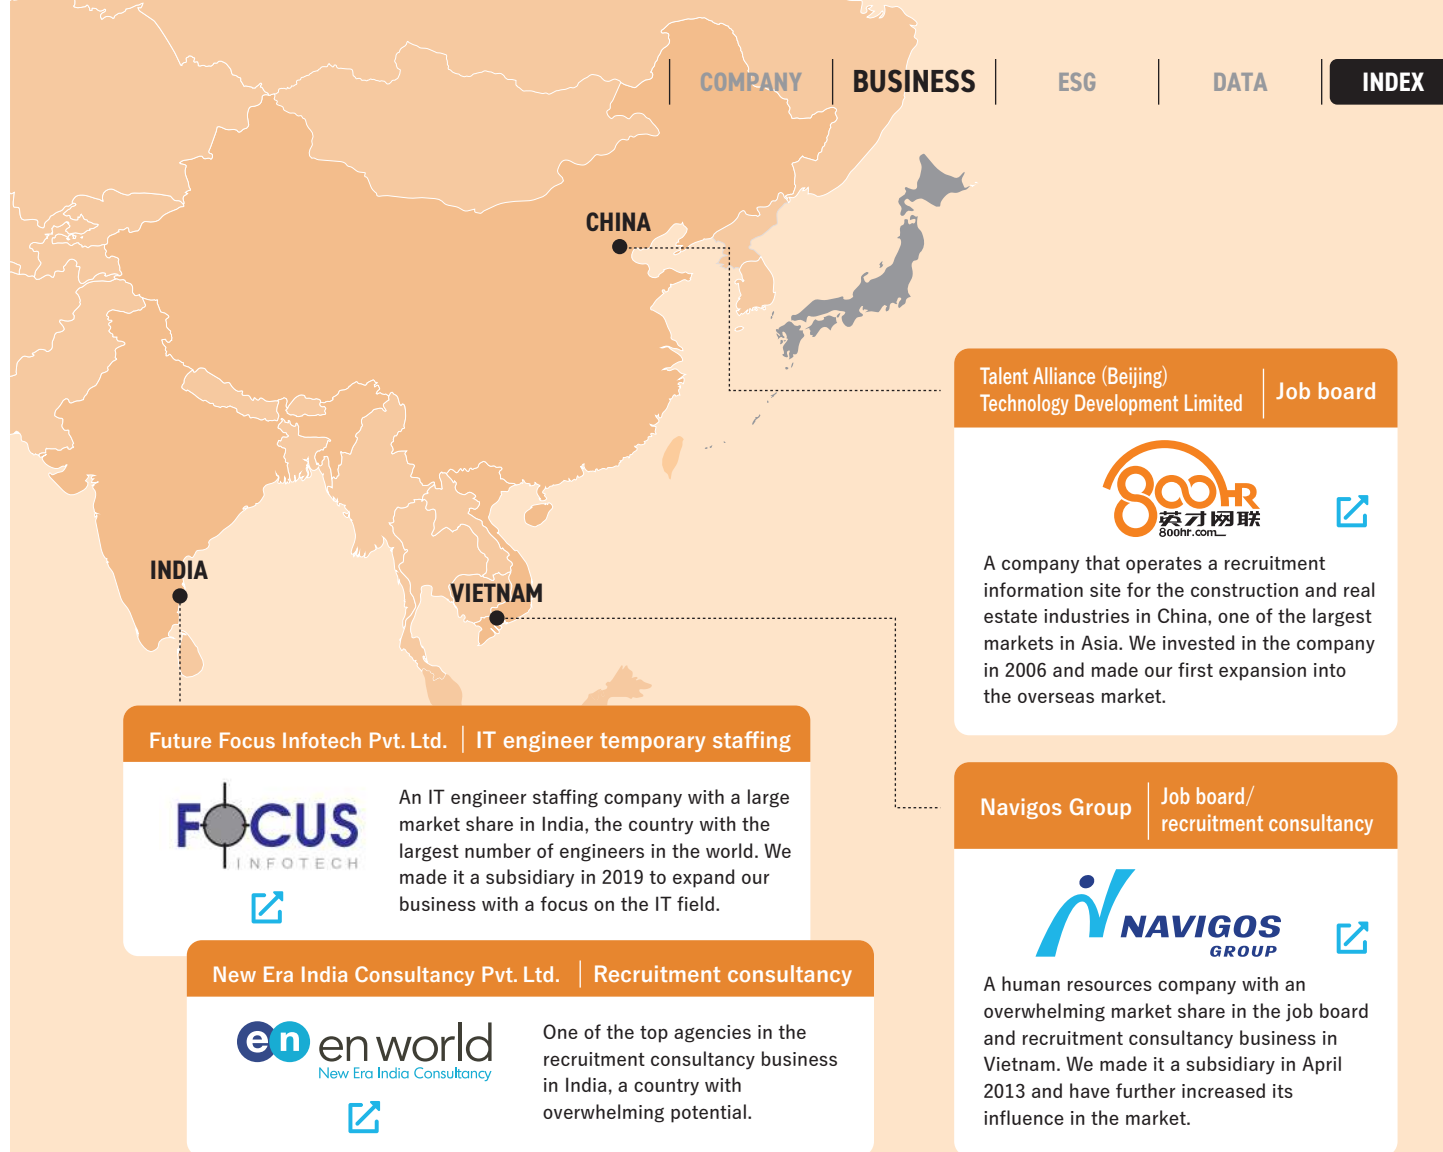 COMPANY
BUSINESS
ESG
DATA
INDEX
CHINA
INDIA
VIETNAM
Talent Alliance (Beijing)
Technology Development Limited
Job board
800HR
英才网联
800hr.com
A company that operates a recruitment
information site for the construction and real
estate industries in China, one of the largest
markets in Asia. We invested in the company
in 2006 and made our first expansion into
the overseas market.
Future Focus Infotech Pvt. Ltd.
IT engineer temporary staffing
FOCUS
INFOTECH
An IT engineer staffing company with a large
market share in India, the country with the
largest number of engineers in the world. We
made it a subsidiary in 2019 to expand our
business with a focus on the IT field.
Navigos Group
Job board/
recruitment consultancy
NAVIGOS
GROUP
A human resources company with an
overwhelming market share in the job board
and recruitment consultancy business in
Vietnam. We made it a subsidiary in April
2013 and have further increased its
influence in the market.
New Era India Consultancy Pvt. Ltd.
Recruitment consultancy
en en world
New Era India Consultancy
One of the top agencies in the
recruitment consultancy business
in India, a country with
overwhelming potential.